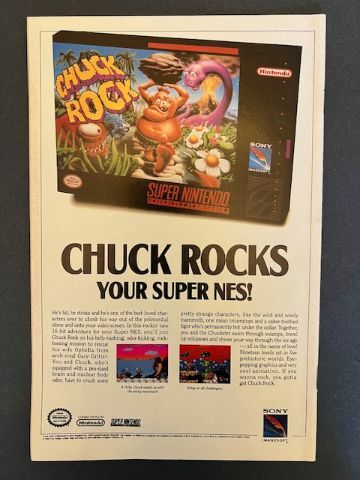 CHUCK
ROCK
Nintendo
SONY
IMAGESOFT
SUPER NINTENDO
ENTERTAINMENT SYSTEM
CHUCK ROCKS
YOUR SUPER NES!
He's fat, he stinks and he's one of the best-loved char-
acters ever to climb his way out of the primordial
slime and onto your video screen. In this rockin' new
16-bit adventure for your Super NES, you'll join
Chuck Rock on his belly-bashing, odor-kicking, rock-
tossing mission to rescue
his wife Ophelia from
arch rival Gary Gritter.
You and Chuck, who's
equipped with a pea-sized
brain and nuclear body
odor, have to crush some
pretty strange characters, like the wild and wooly
mammoth, one mean triceratops and a saber-toothed
tiger who's permanently hot under the collar. Together,
you and the Chuckster swim through swamps, travel
up volcanos and shiver your way through the ice age
— all in the name of love!
Nineteen levels set in five
prehistoric worlds. Eye-
popping graphics and very
cool animation. If you
wanna rock, you gotta
get Chuck Rock.
Nintendo
SONY
IMAGESOFT